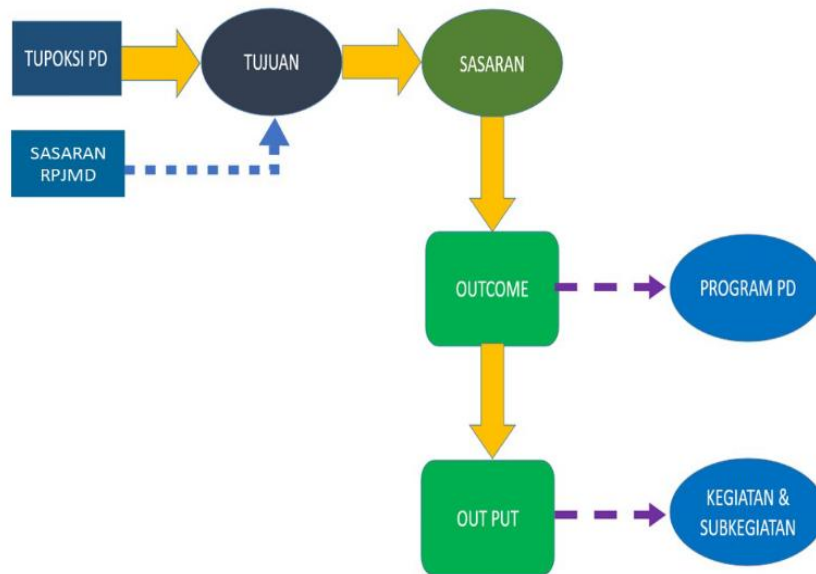 TUPOKSI PD
TUJUAN
SASARAN
SASARAN
RPJMD
OUTCOME
PROGRAM PD
OUT PUT
KEGIATAN &
SUBKEGIATAN